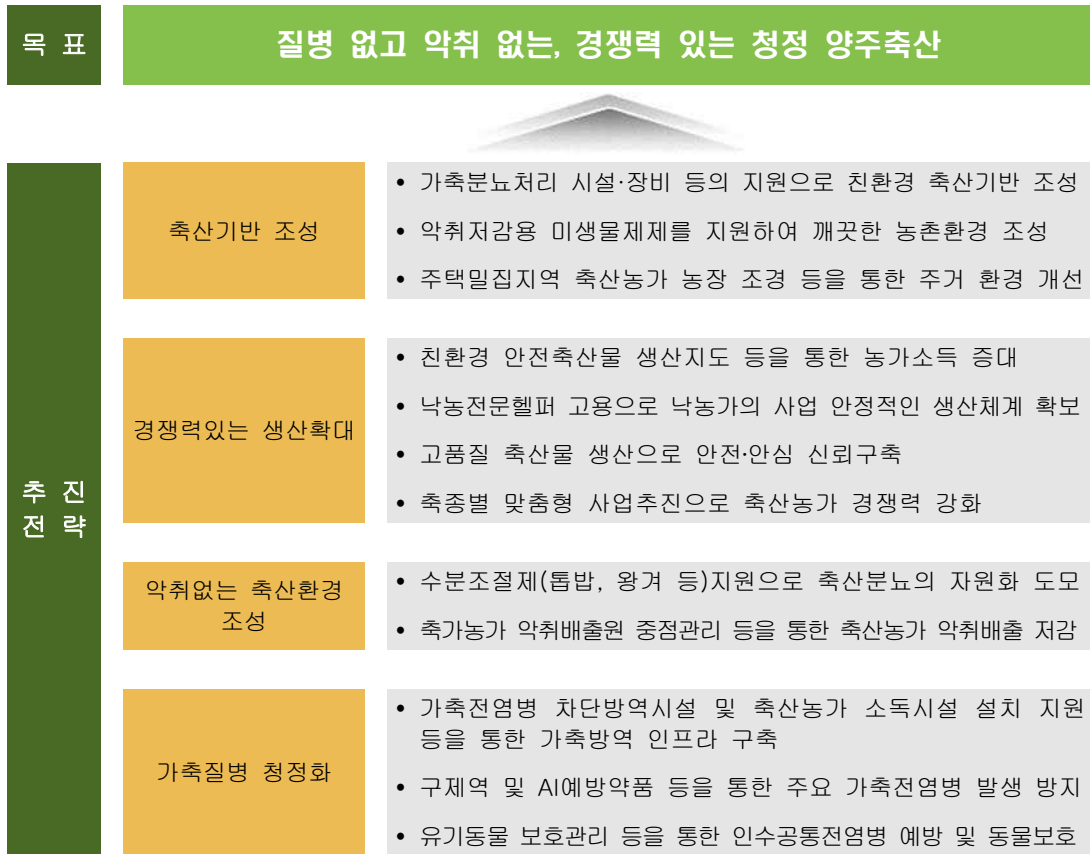 목 표
질병 없고 악취 없는, 경쟁력 있는 청정 양주축산
추 진
전 략
축산기반 조성
• 가축분뇨처리 시설·장비 등의 지원으로 친환경 축산기반 조성
• 악취저감용 미생물제제를 지원하여 깨끗한 농촌환경 조성
• 주택밀집지역 축산농가 농장 조경 등을 통한 주거 환경 개선
경쟁력있는 생산확대
• 친환경 안전축산물 생산지도 등을 통한 농가소득 증대
• 낙농전문헬퍼 고용으로 낙농가의 사업 안정적인 생산체계 확보
• 고품질 축산물 생산으로 안전·안심 신뢰구축
• 축종별 맞춤형 사업추진으로 축산농가 경쟁력 강화
악취없는 축산환경
조성
• 수분조절제(톱밥, 왕겨 등)지원으로 축산분뇨의 자원화 도모
• 축가농가 악취배출원 중점관리 등을 통한 축산농가 악취배출 저감
가축질병 청정화
• 가축전염병 차단방역시설 및 축산농가 소독시설 설치 지원
등을 통한 가축방역 인프라 구축
• 구제역 및 AI예방약품 등을 통한 주요 가축전염병 발생 방지
• 유기동물 보호관리 등을 통한 인수공통전염병 예방 및 동물보호